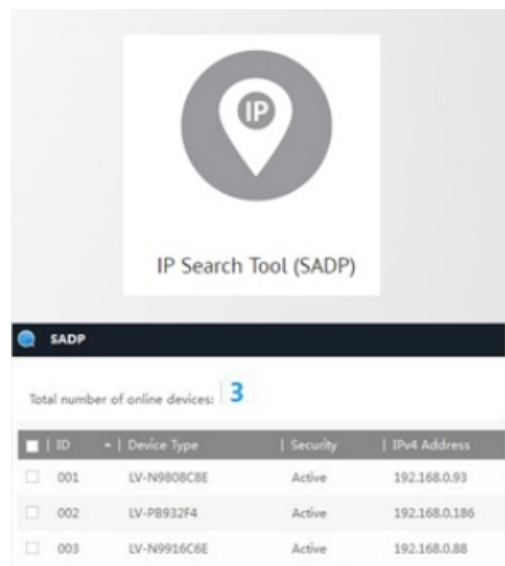 IP
IP Search Tool (SADP)
SADP
Total number of online devices: 3
| ID | Device Type | Security | IPv4 Address
001 LV-N9808C8E Active 192.168.0.93
002 LV-PB932F4 Active 192.168.0.186
003 LV-N9916C6E Active 192.168.0.88